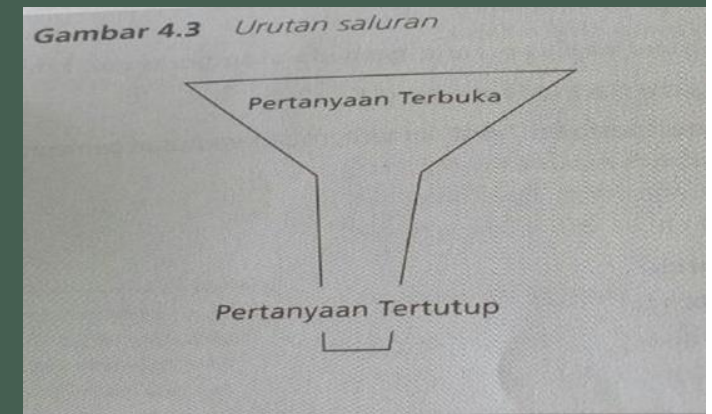 Gambar 4.3 Urutan saluran
Pertanyaan Terbuka
Pertanyaan Tertutup